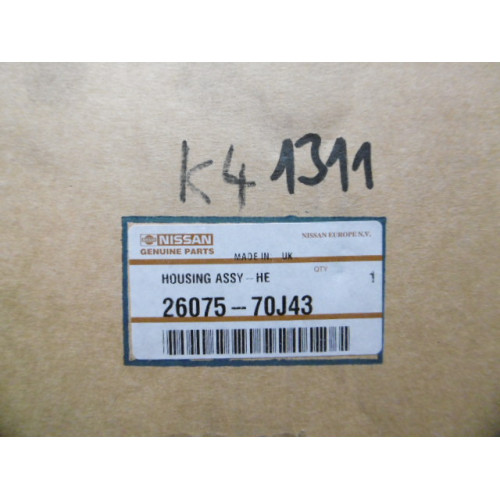 K4 1311
NISSAN
GENUINE PARTS
NISSAN EUROPE N.V.
MADE IN UK
QTY
HOUSING ASSY-HE 1
26075-70J43